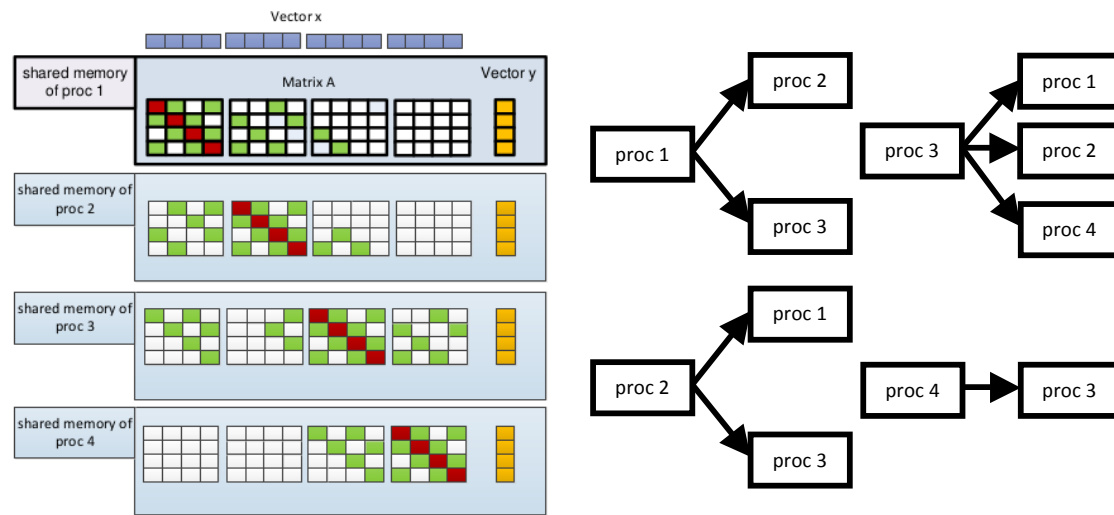 Vector x
shared memory
of proc 1
Matrix A
Vector y
shared memory of
proc 2
shared memory of
proc 3
shared memory of
proc 4
proc 1
proc 2
proc 3
proc 3
proc 1
proc 2
proc 4
proc 2
proc 1
proc 3
proc 4
proc 3